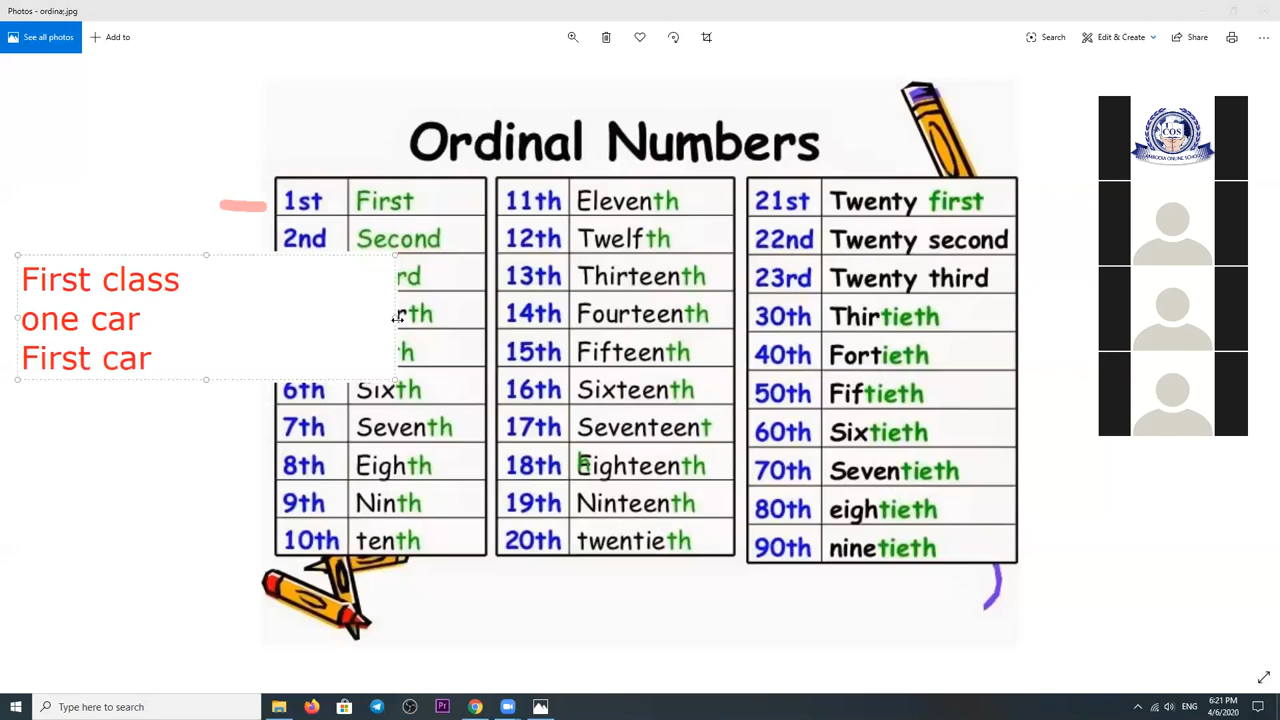 Photos - ordina;.jpg
See all photos
Add to
Search
Edit & Create
Share
Ordinal Numbers
1st First
2nd Second
rd
rth
h
6th Sixth
7th Seventh
8th Eighth
9th Ninth
10th tenth
First class
one car
First car
11th Eleventh
12th Twelfth
13th Thirteenth
14th Fourteenth
15th Fifteenth
16th Sixteenth
17th Seventeent
18th hEighteenth
19th Ninteenth
20th twentieth
21st Twenty first
22nd Twenty second
23rd Twenty third
30th Thirtieth
40th Fortieth
50th Fiftieth
60th Sixtieth
70th Seventieth
80th eightieth
90th ninetieth
COS
Type here to search
Pr
ENG
6:21 PM
4/6/2020